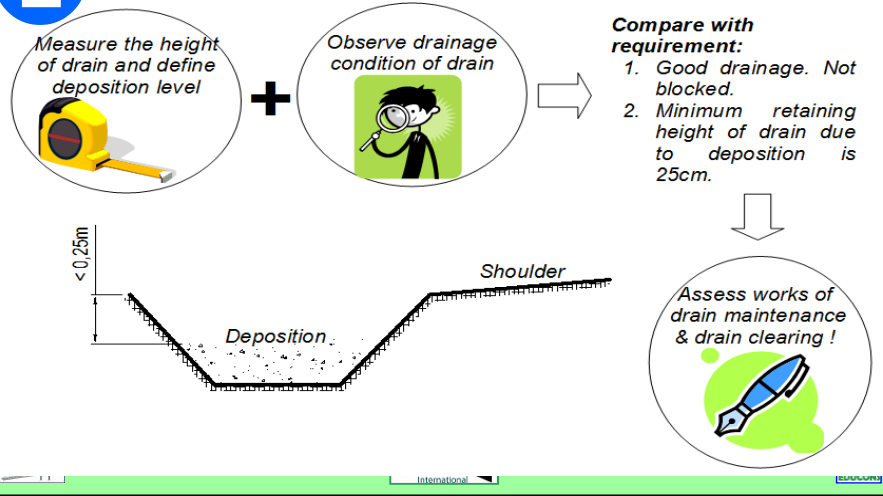 Measure the height
of drain and define
deposition level
+
Observe drainage
condition of drain
Compare with
requirement:
1. Good drainage. Not
blocked.
2. Minimum retaining
height of drain due
to deposition is
25cm.
< 0,25m
Shoulder
Deposition
Assess works of
drain maintenance
& drain clearing !
International
EDUCONS